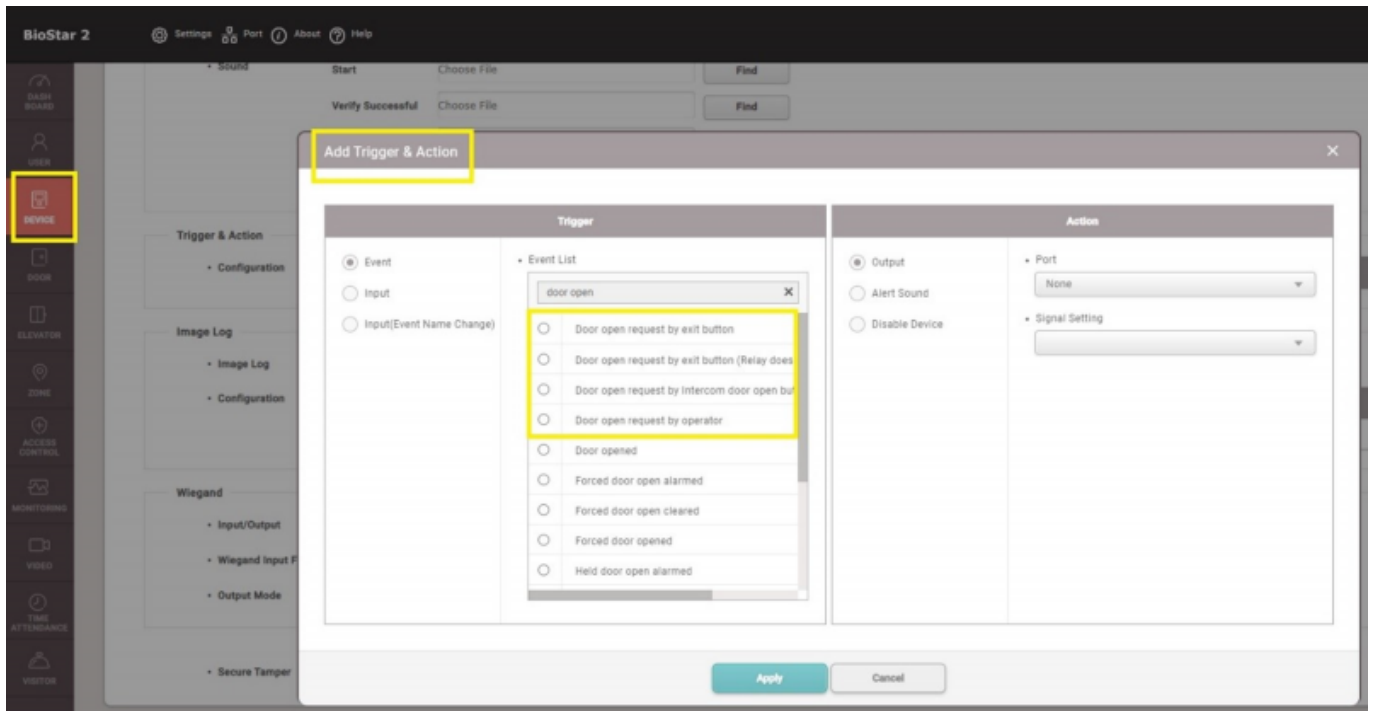 BioStar 2
Settings Port About Help
DASH
BOARD
USER
DEVICE
DOOR
ELEVATOR
ZONE
ACCESS
CONTROL
MONITORING
VIDEO
TIME
ATTENDANCE
VISITOR
• Sound
Start Choose File Find
Verify Successful Choose File Find
Trigger & Action
• Configuration
Image Log
• Image Log
• Configuration
Wiegand
• Input/Output
• Wiegand Input F
• Output Mode
• Secure Tamper
Add Trigger & Action
Trigger
Event
Input
Input(Event Name Change)
• Event List
door open
Door open request by exit button
Door open request by exit button (Relay does
Door open request by Intercom door open but
Door open request by operator
Door opened
Forced door open alarmed
Forced door open cleared
Forced door opened
Held door open alarmed
Action
Output
Alert Sound
Disable Device
• Port
None
• Signal Setting
Apply Cancel